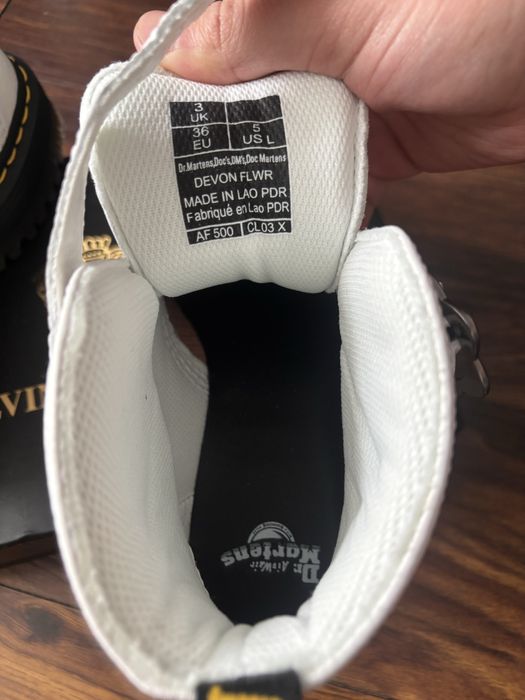 3
UK
36
EU
5
US L
Dr.Martens,Doc's,DM's,Doc Martens
DEVON FLWR
MADE IN LAO PDR
Fabriqué en Lao PDR
AF 500
CL03 X
Dr.
Martens
AirWair